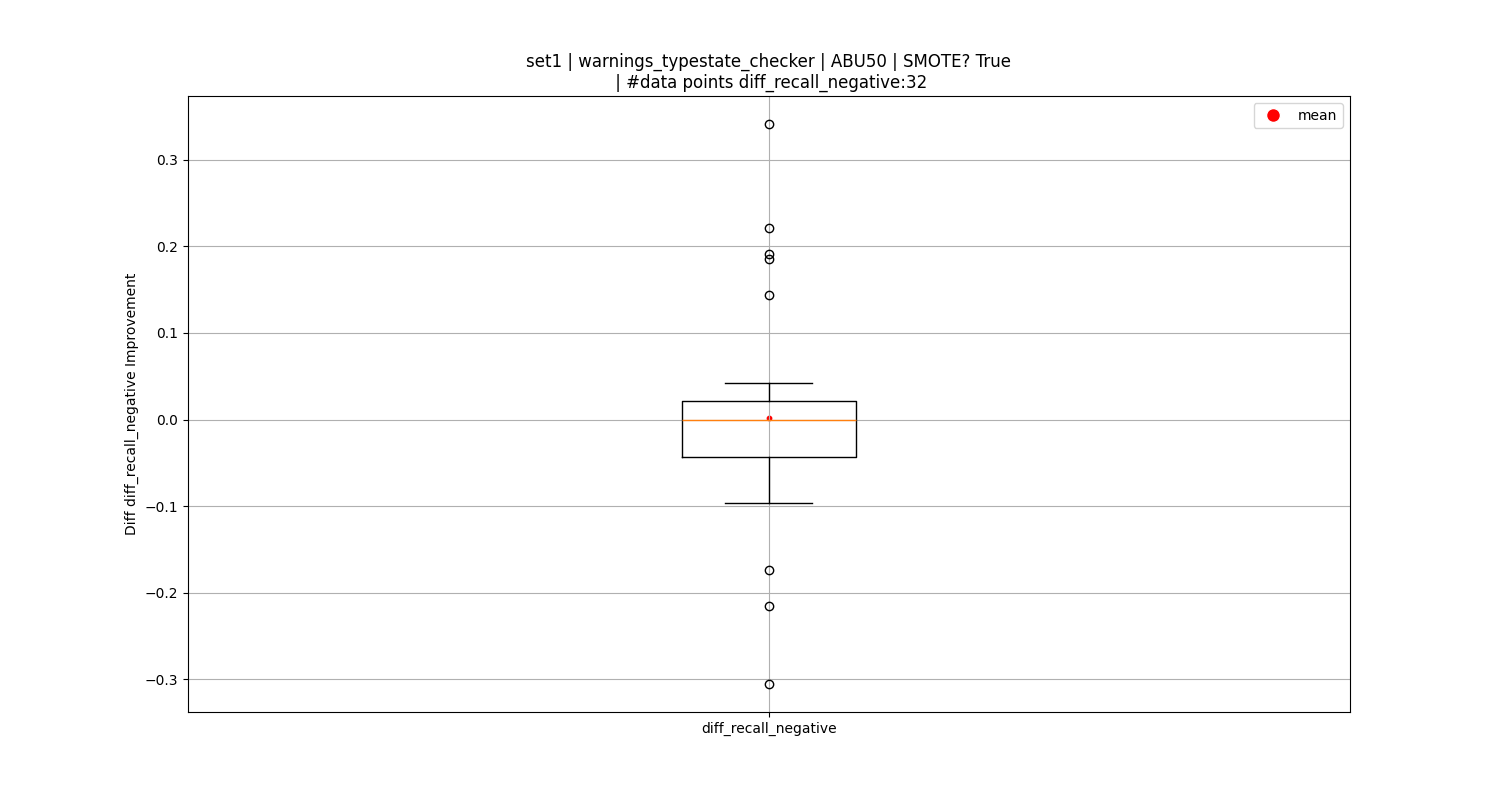 set1 | warnings_typestate_checker | ABU50 | SMOTE? True
| #data points diff_recall_negative:32
mean
0.3
0.2
0.1
0.0
−0.1
−0.2
−0.3
Diff diff_recall_negative Improvement
diff_recall_negative